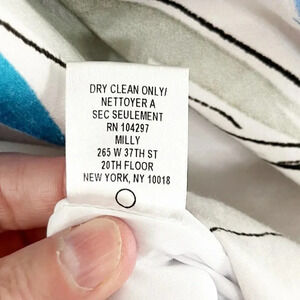 DRY CLEAN ONLY/
NETTOYER A
SEC SEULEMENT
RN 104297
MILLY
265 W 37TH ST
20TH FLOOR
NEW YORK, NY 10018